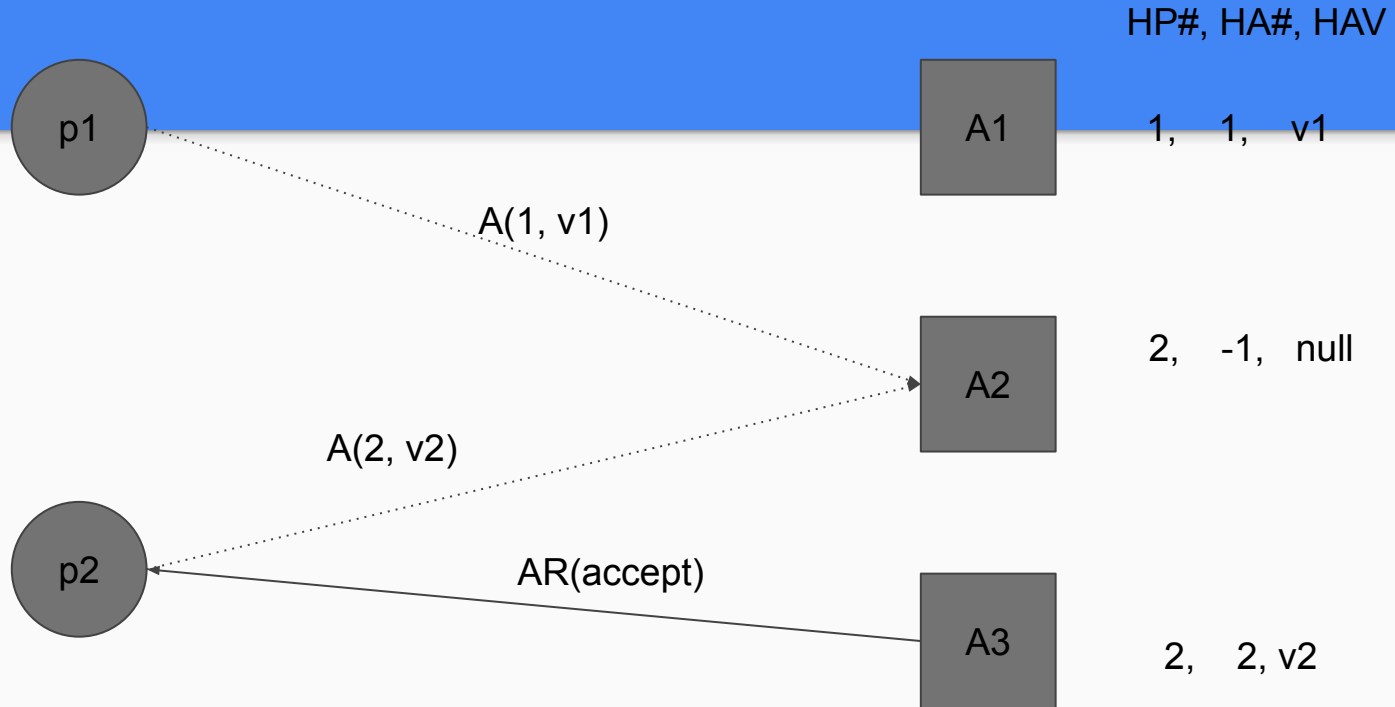 HP#, HA#, HAV
p1
A1
1, 1, v1
A(1, v1)
2, -1, null
A2
A(2, v2)
p2
AR(accept)
A3
2, 2, v2